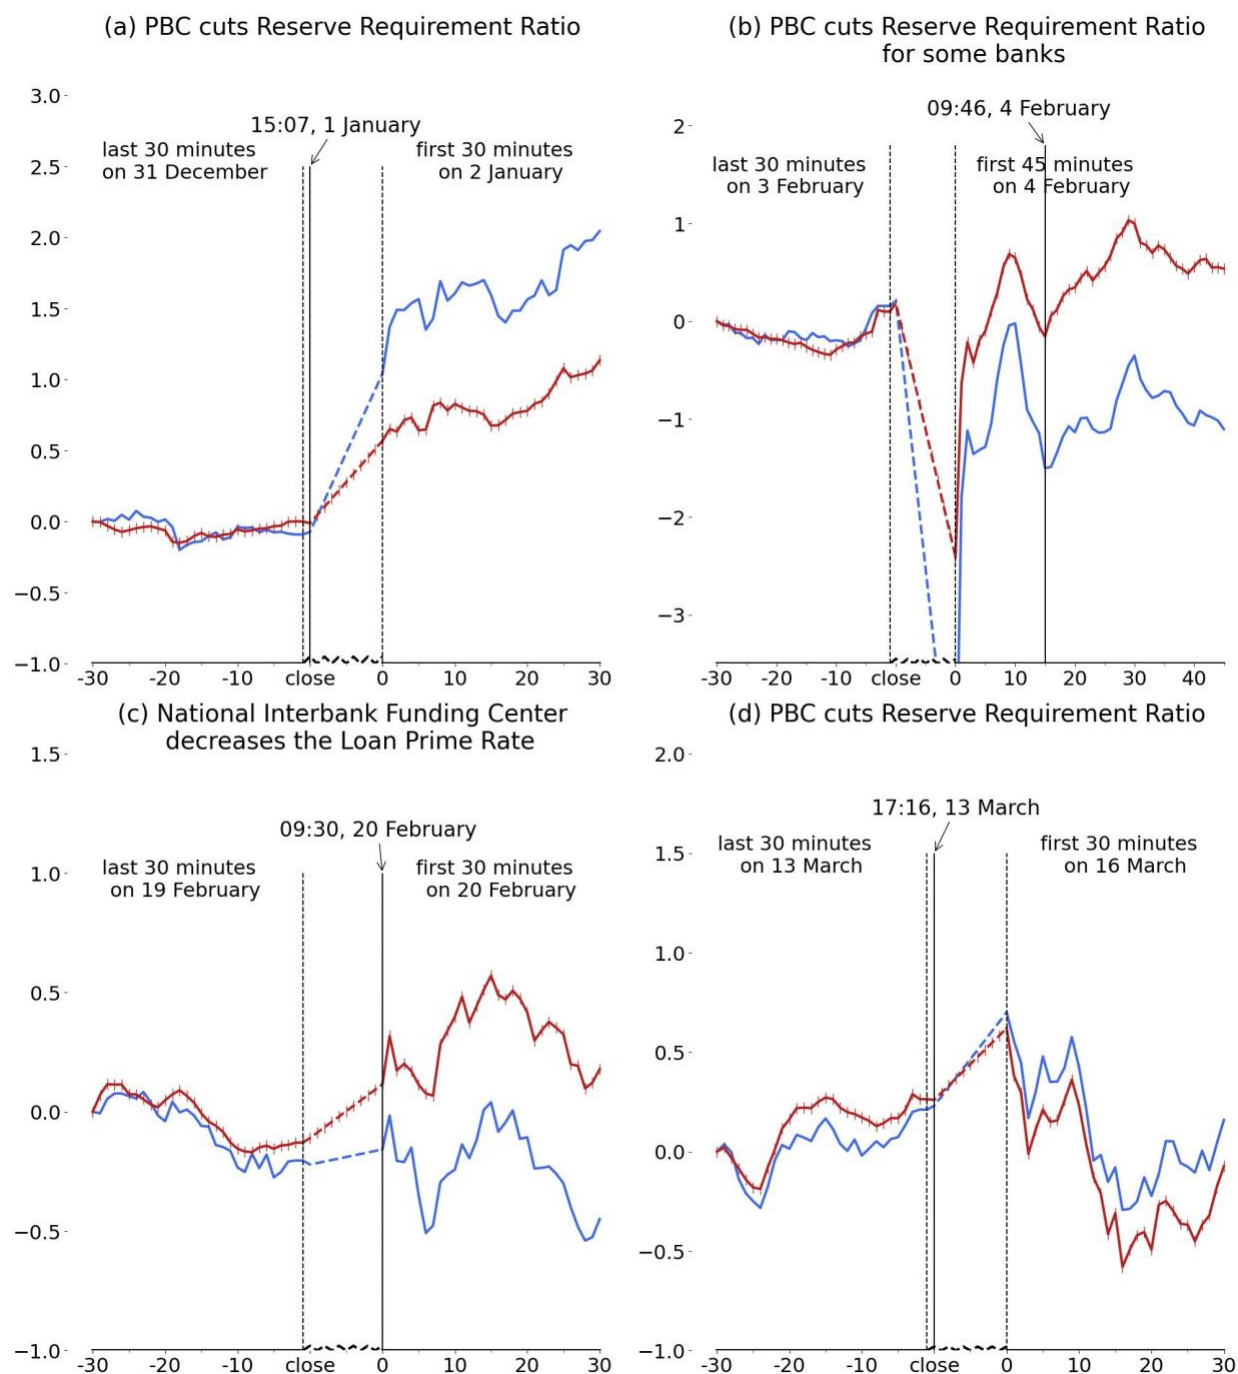 (a) PBC cuts Reserve Requirement Ratio
3.0
15:07, 1 January
last 30 minutes
on 31 December
first 30 minutes
on 2 January
2.5
2.0
1.5
1.0
0.5
0.0
−0.5
−1.0
-30 -20 -10 close 0 10 20 30
(b) PBC cuts Reserve Requirement Ratio
for some banks
09:46, 4 February
2
last 30 minutes
on 3 February
first 45 minutes
on 4 February
1
0
−1
−2
−3
-30 -20 -10 close 0 10 20 30 40
(c) National Interbank Funding Center
decreases the Loan Prime Rate
1.5
09:30, 20 February
last 30 minutes
on 19 February
first 30 minutes
on 20 February
1.0
0.5
0.0
−0.5
−1.0
-30 -20 -10 close 0 10 20 30
(d) PBC cuts Reserve Requirement Ratio
2.0
17:16, 13 March
last 30 minutes
on 13 March
first 30 minutes
on 16 March
1.5
1.0
0.5
0.0
−0.5
−1.0
-30 -20 -10 close 0 10 20 30